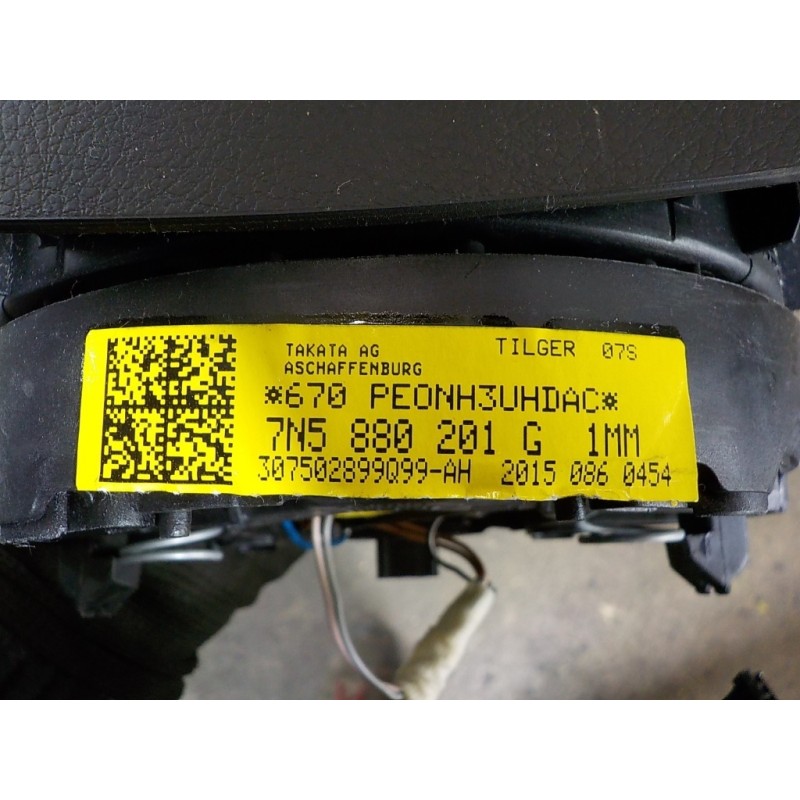 TAKATA AG TILGER 07S
ASCHAFFENBURG
*670 PEONH3UHDAC*
7N5 880 201 G 1MM
307502899Q99-AH 2015 086 0454